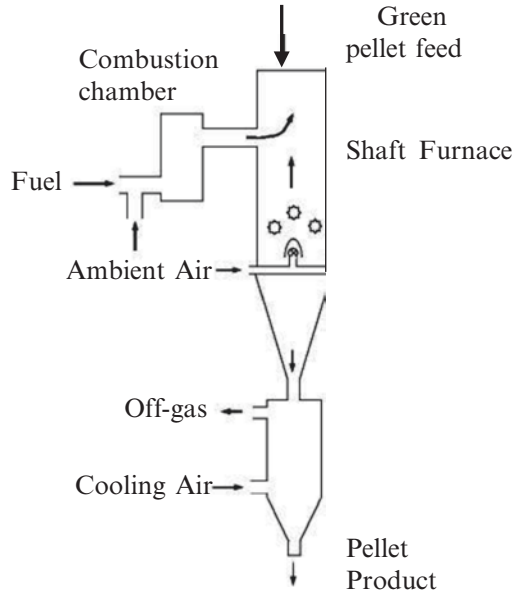 Green
pellet feed
Combustion
chamber
Shaft Furnace
Fuel
Ambient Air
Off-gas
Cooling Air
Pellet
Product